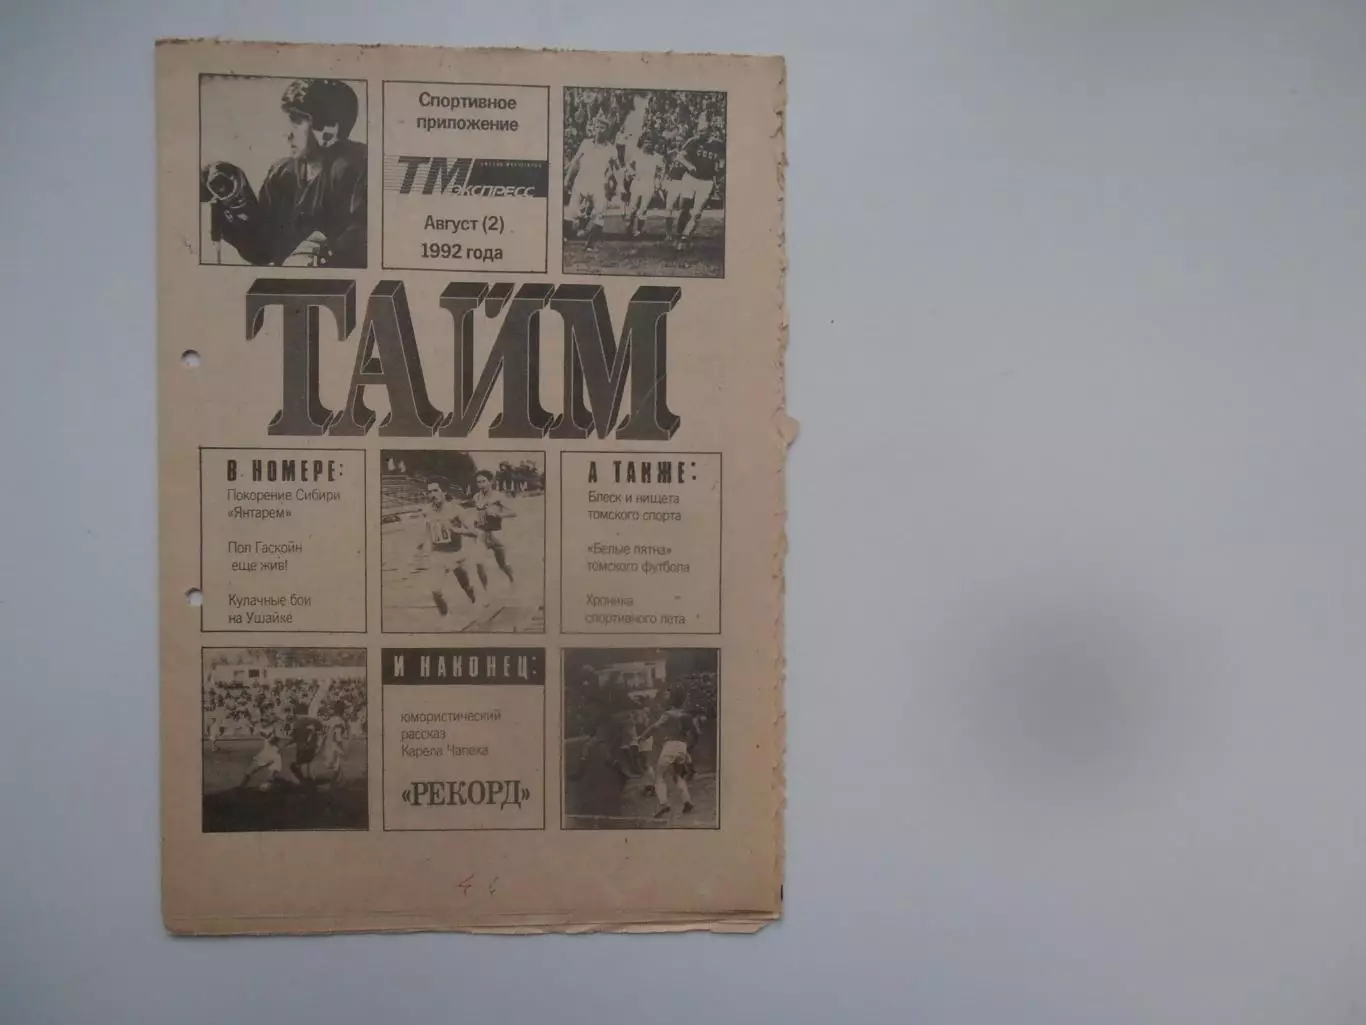 Спортивное
приложение
ТМ
ЭКСПРЕСС
Август (2)
1992 года
СССР
ТАЙМ
В НОМЕРЕ:
Покорение Сибири
«Янтарем»
Пол Гаскойн
еще жив!
Кулачные бои
на Ушайке
А ТАКЖЕ:
Блеск и нищета
томского спорта
«Белые пятна»
томского футбола
Хроника
спортивного лета
И НАКОНЕЦ:
юмористический
рассказ
Карела Чапека
«РЕКОРД»